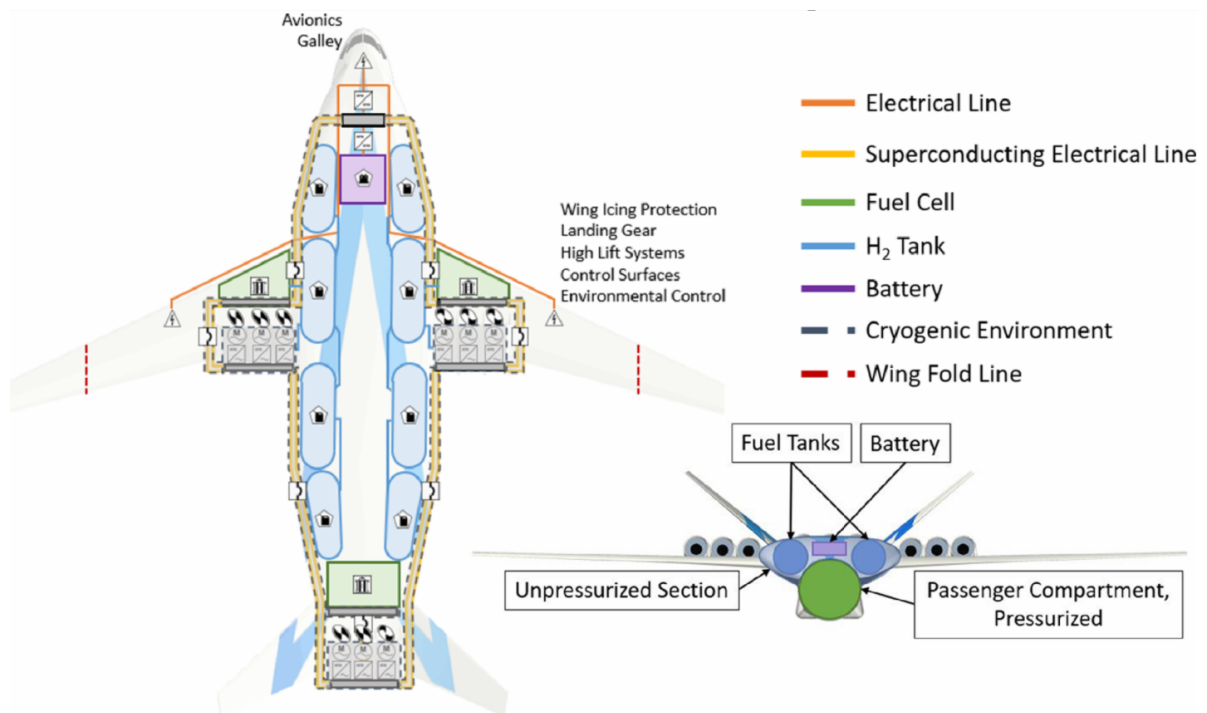 Avionics
Galley
Electrical Line
Superconducting Electrical Line
Fuel Cell
H₂ Tank
Battery
Cryogenic Environment
Wing Fold Line
Wing Icing Protection
Landing Gear
High Lift Systems
Control Surfaces
Environmental Control
M M M
M M M
M M M
Fuel Tanks
Battery
Unpressurized Section
Passenger Compartment,
Pressurized